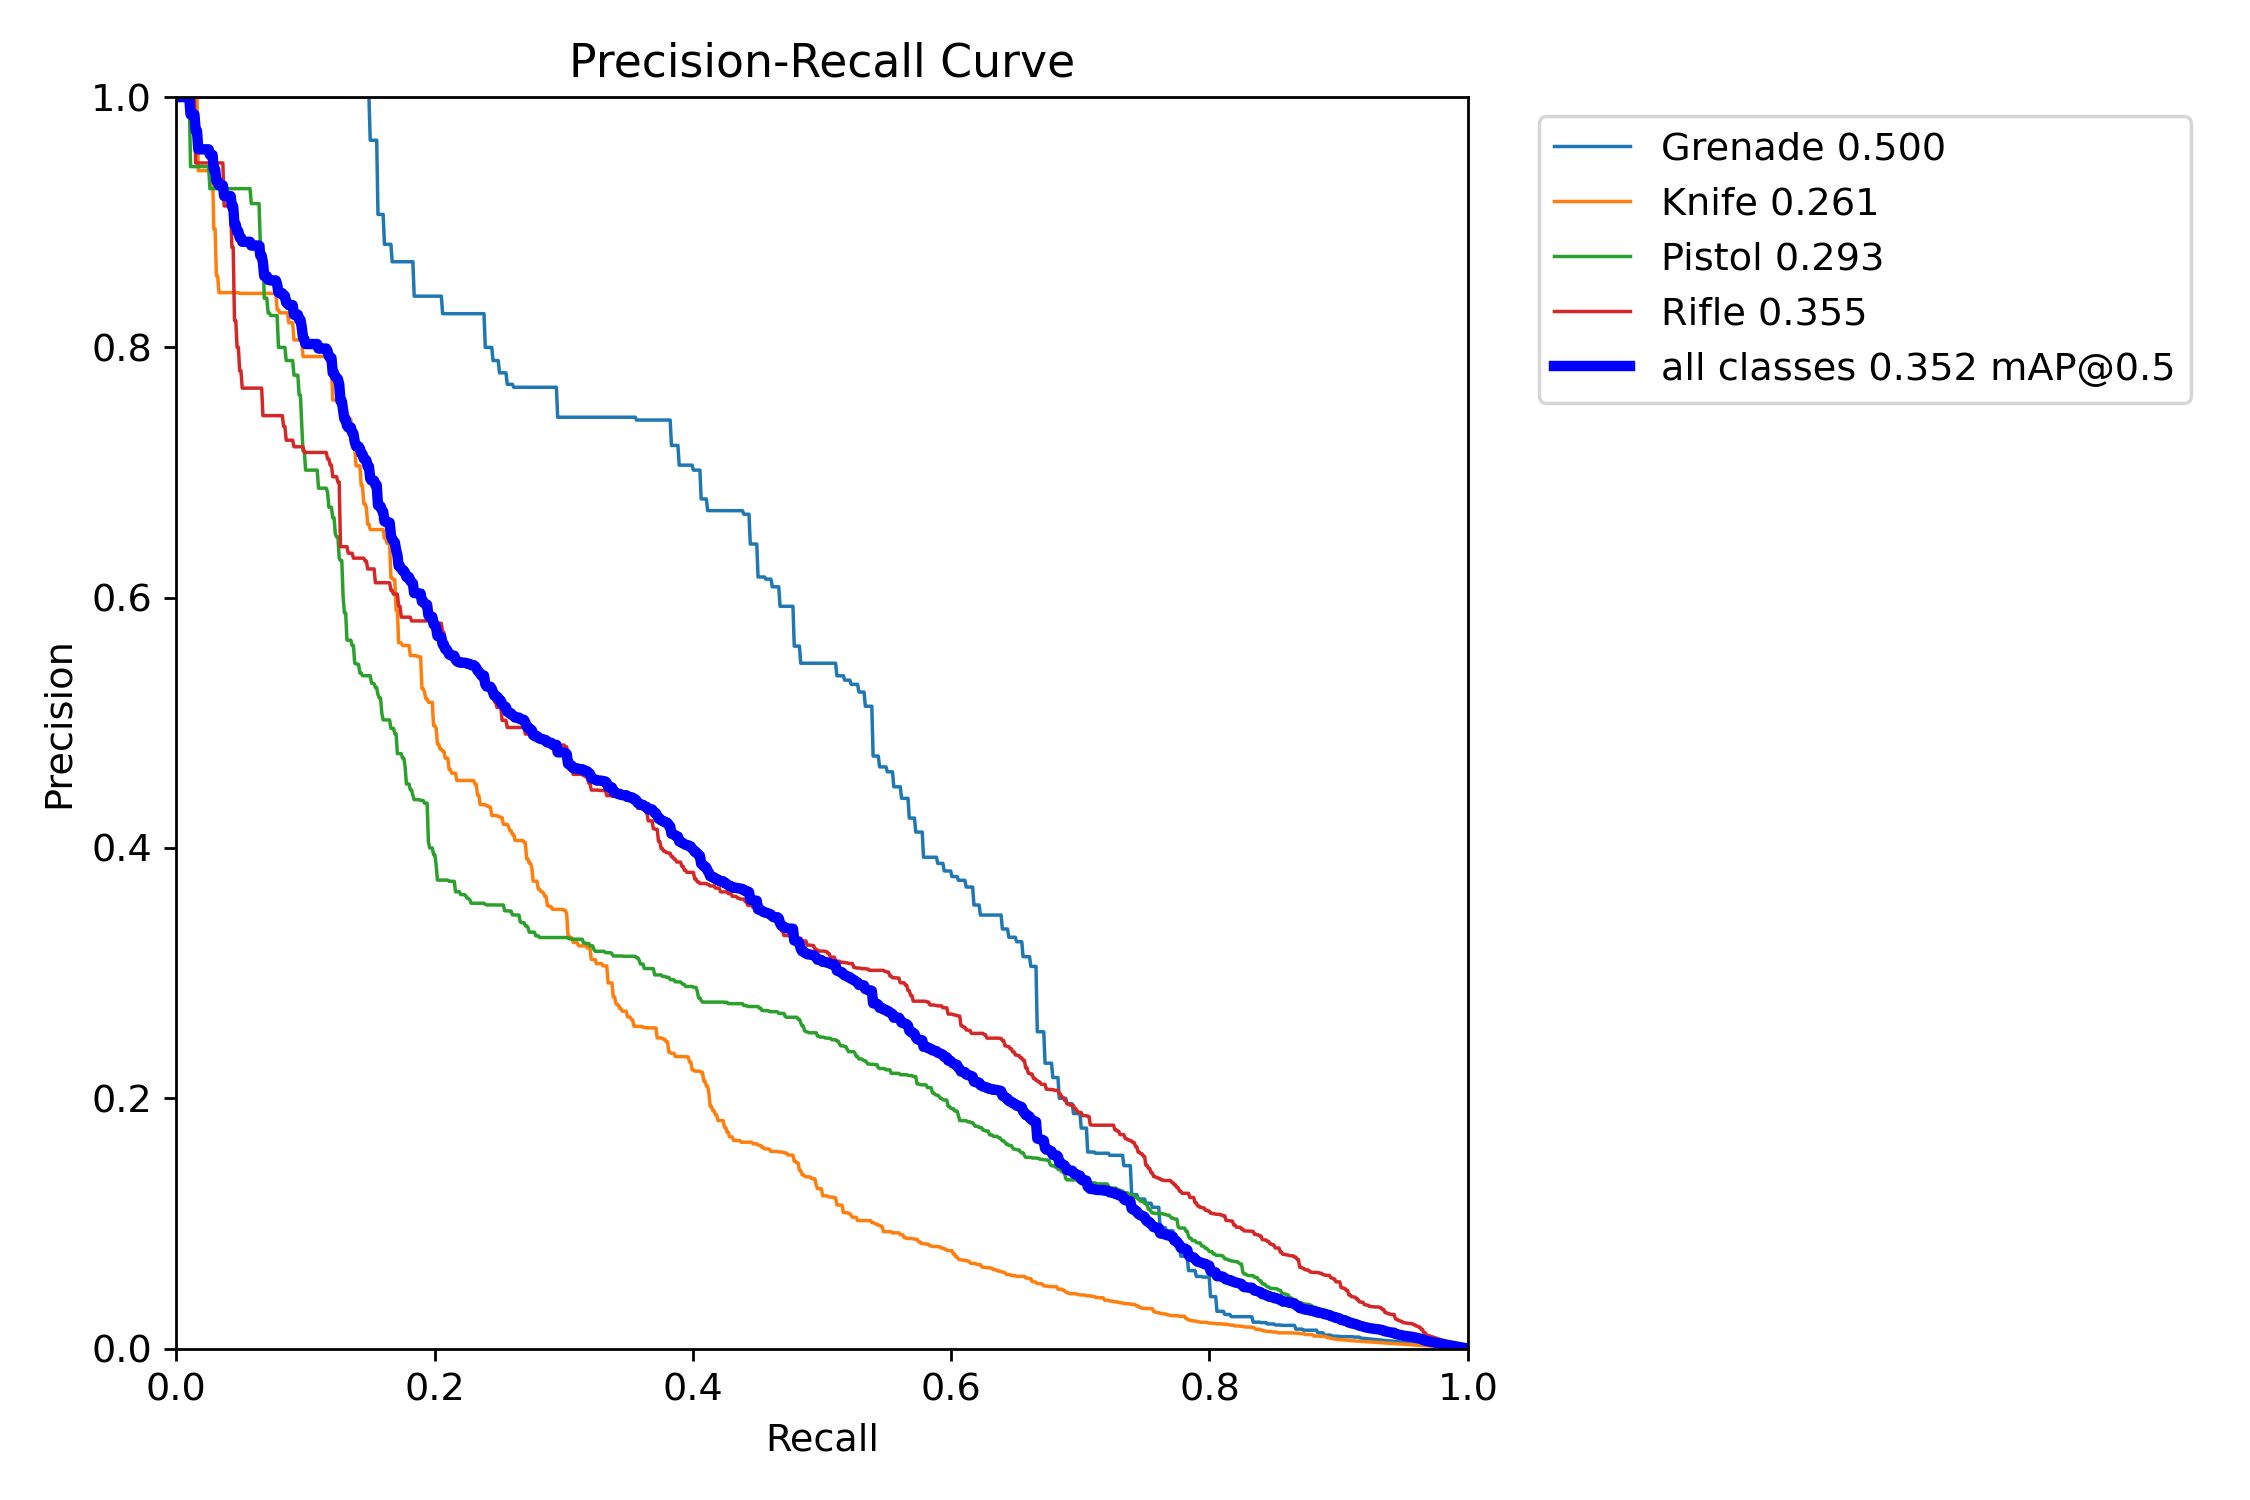 Precision-Recall Curve
1.0
0.8
0.6
0.4
0.2
0.0
Precision
0.0 0.2 0.4 0.6 0.8 1.0
Recall
Grenade 0.500
Knife 0.261
Pistol 0.293
Rifle 0.355
all classes 0.352 mAP@0.5